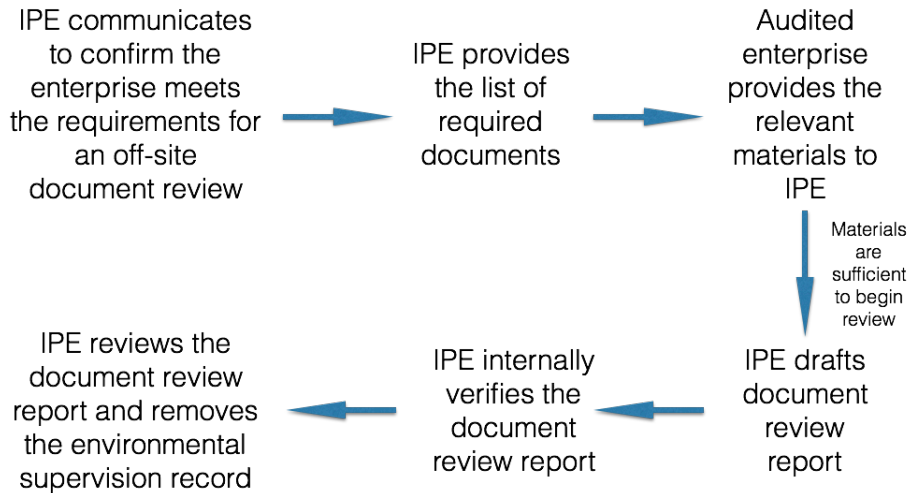 IPE communicates
to confirm the
enterprise meets
the requirements for
an off-site
document review
IPE provides
the list of
required
documents
Audited
enterprise
provides the
relevant
materials to
IPE
Materials
are
sufficient
to begin
review
IPE drafts
document
review
report
IPE internally
verifies the
document
review report
IPE reviews the
document review
report and removes
the environmental
supervision record